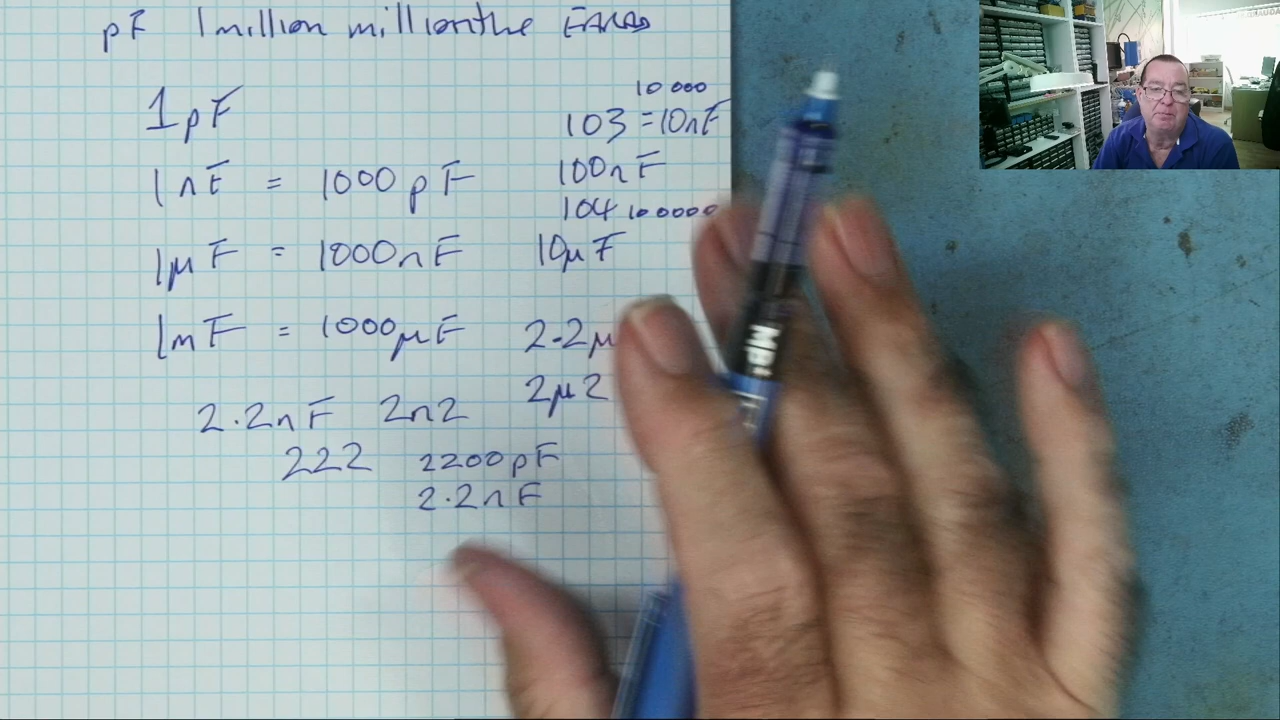 pF 1 million millionths FARAD
1pF
1nF = 1000pF
1µF = 1000nF
1mF = 1000µF
2.2nF 2n2
222 2200pF
2.2nF
10 000
103 = 10nF
100nF
104 100000
10µF
2.2µ
2µ2